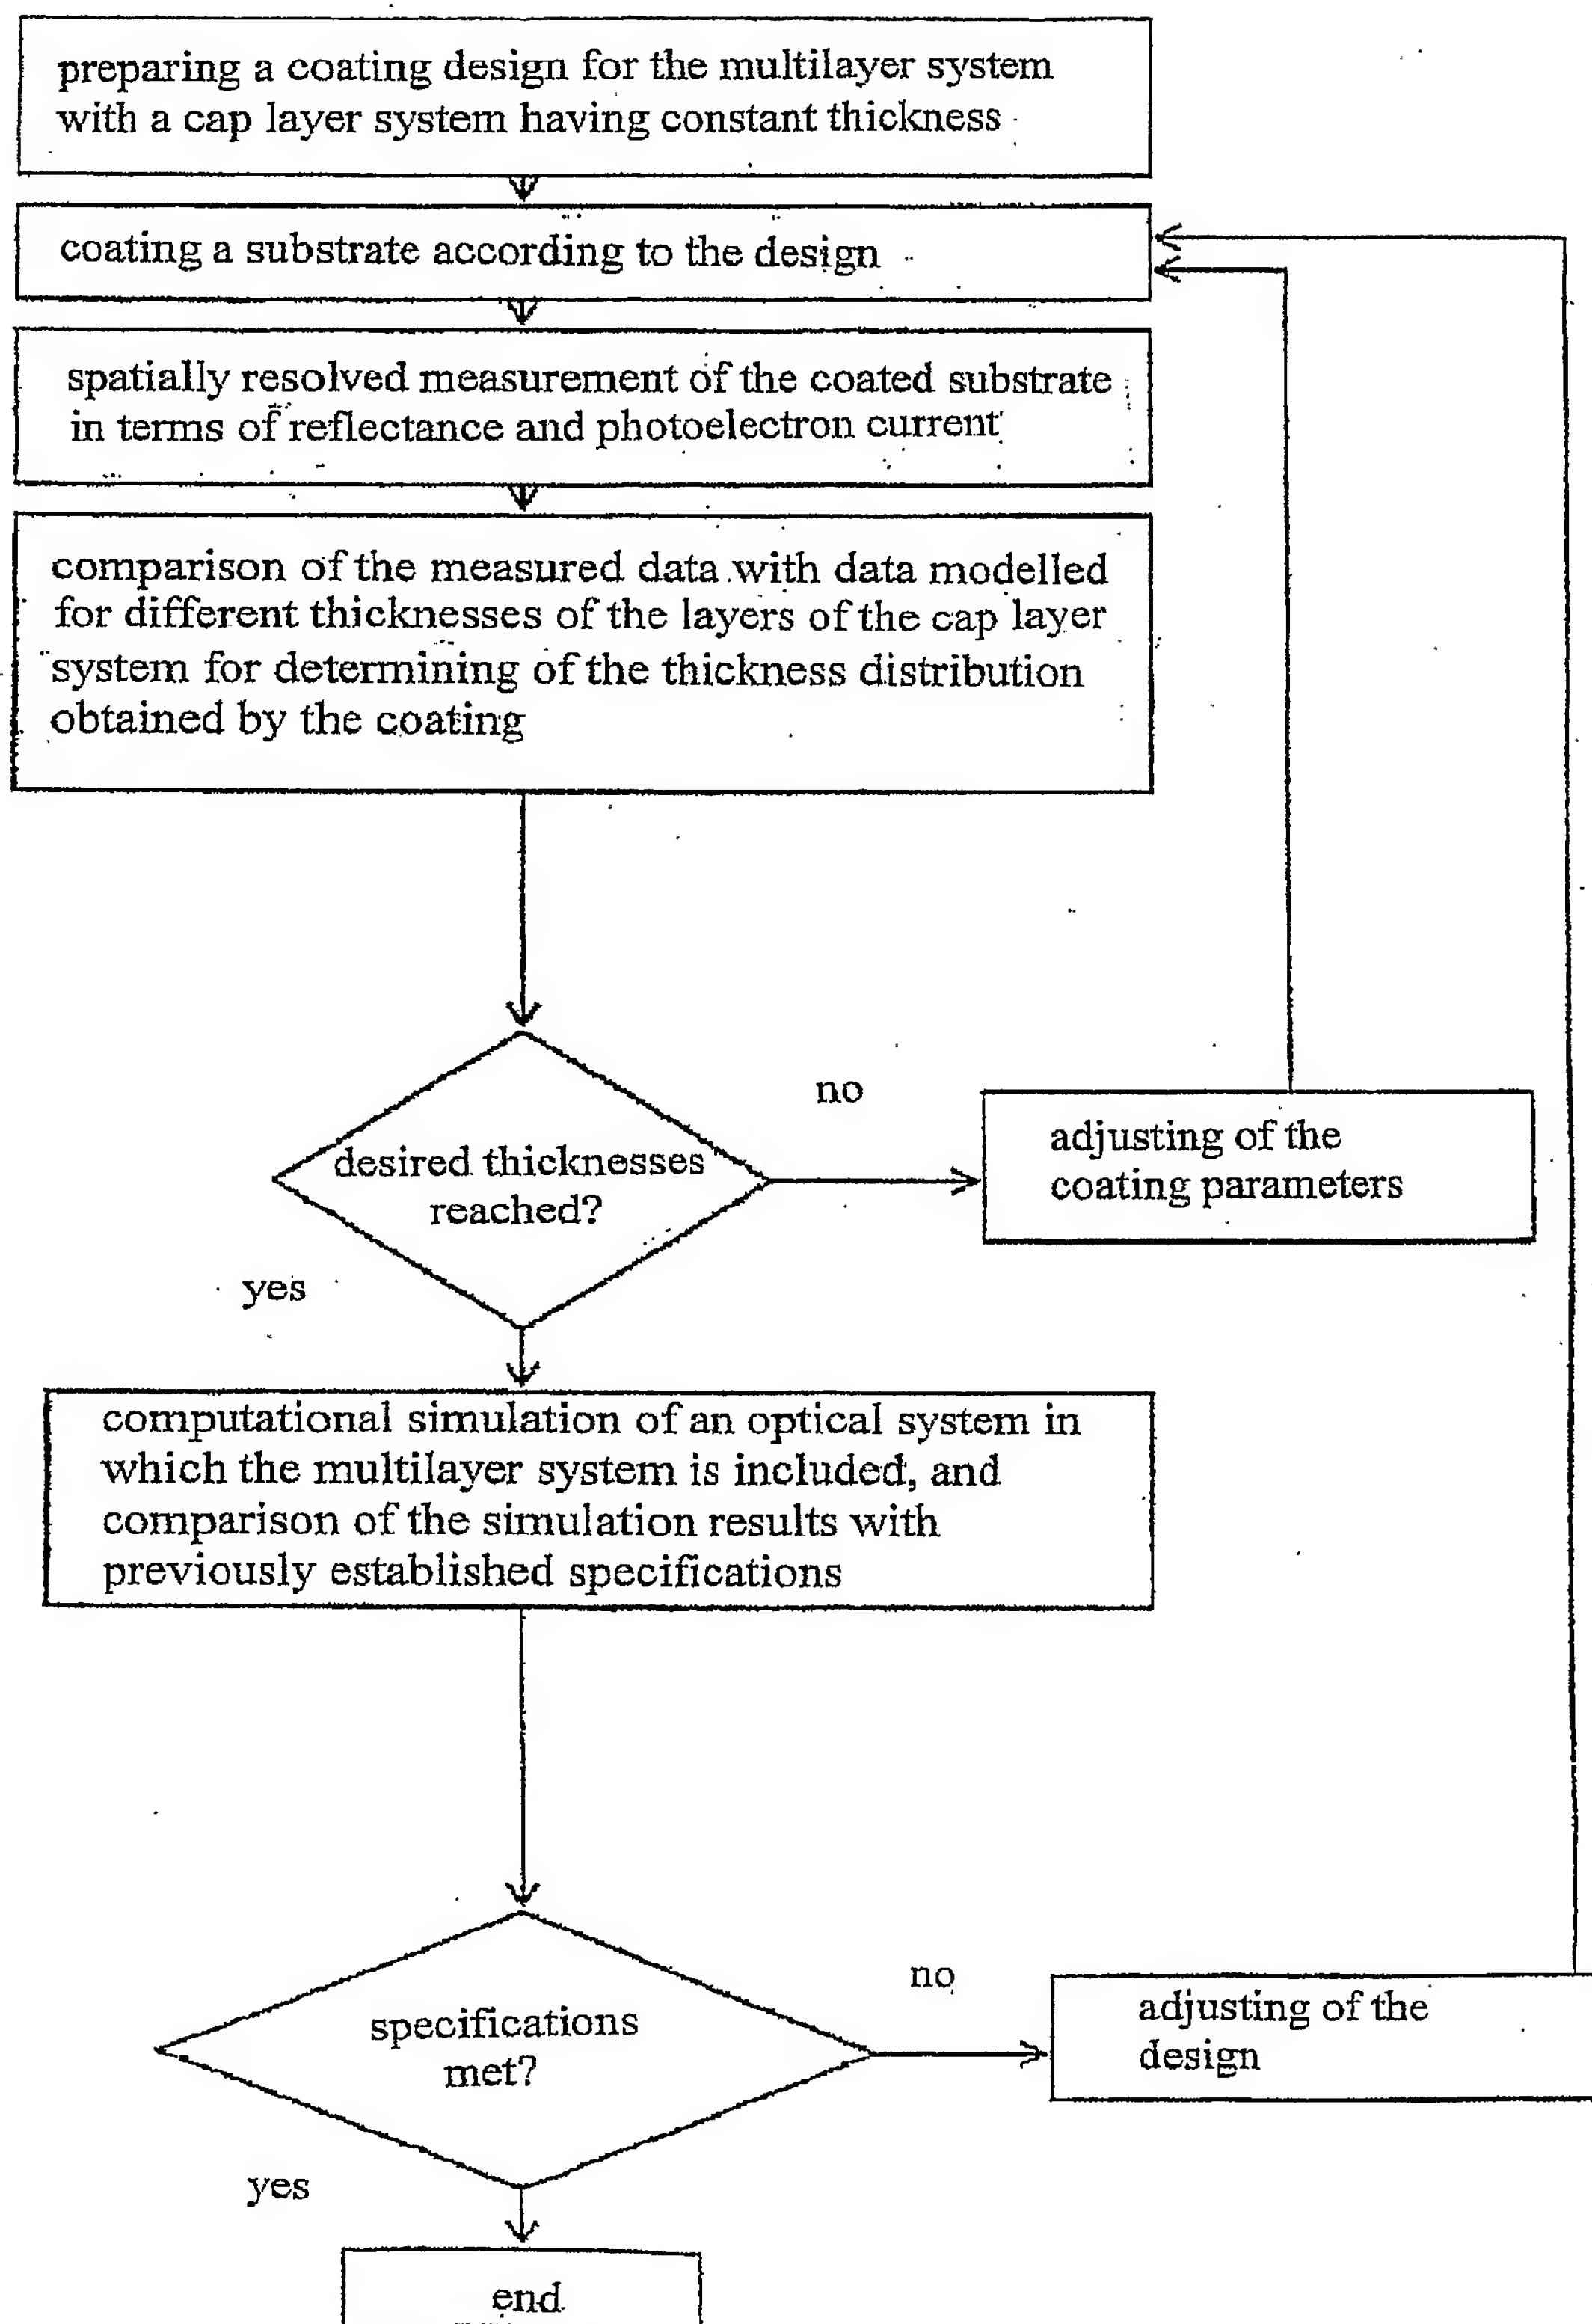 preparing a coating design for the multilayer system
with a cap layer system having constant thickness
coating a substrate according to the design
spatially resolved measurement of the coated substrate
in terms of reflectance and photoelectron current
comparison of the measured data with data modelled
for different thicknesses of the layers of the cap layer
system for determining of the thickness distribution
obtained by the coating
desired thicknesses
reached?
no
adjusting of the
coating parameters
yes
computational simulation of an optical system in
which the multilayer system is included, and
comparison of the simulation results with
previously established specifications
specifications
met?
no
adjusting of the
design
yes
end